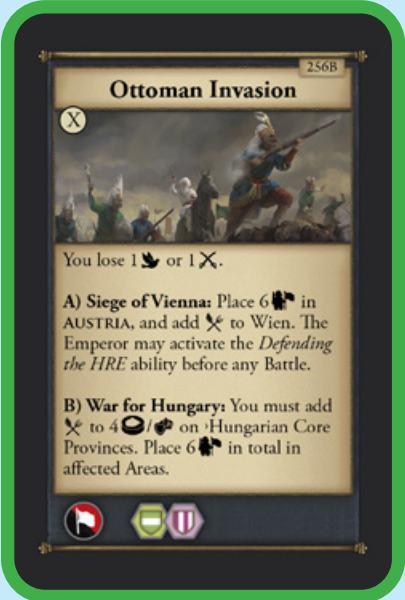 256B
Ottoman Invasion
X
You lose 1 or 1.
A) Siege of Vienna: Place 6 in
AUSTRIA, and add to Wien. The
Emperor may activate the Defending
the HRE ability before any Battle.
B) War for Hungary: You must add
to 4 / on ›Hungarian Core
Provinces. Place 6 in total in
affected Areas.